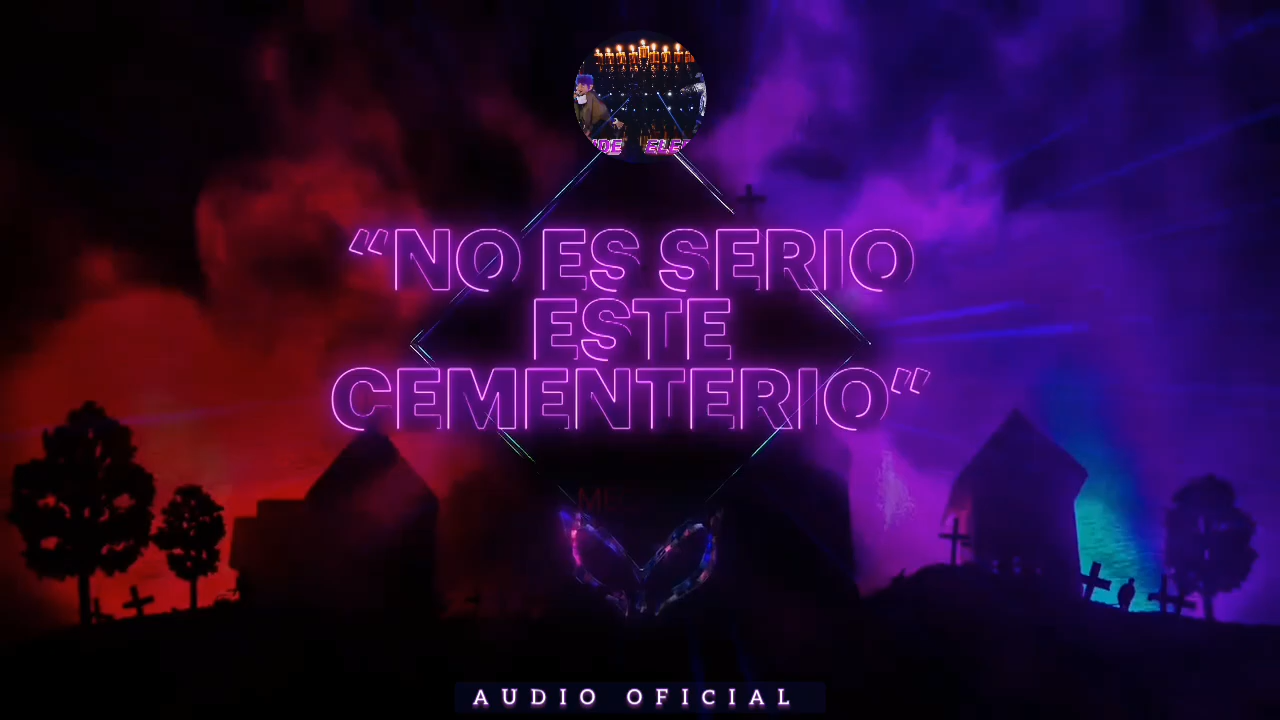 “NO ES SERIO
ESTE
CEMENTERIO“
AUDIO OFICIAL